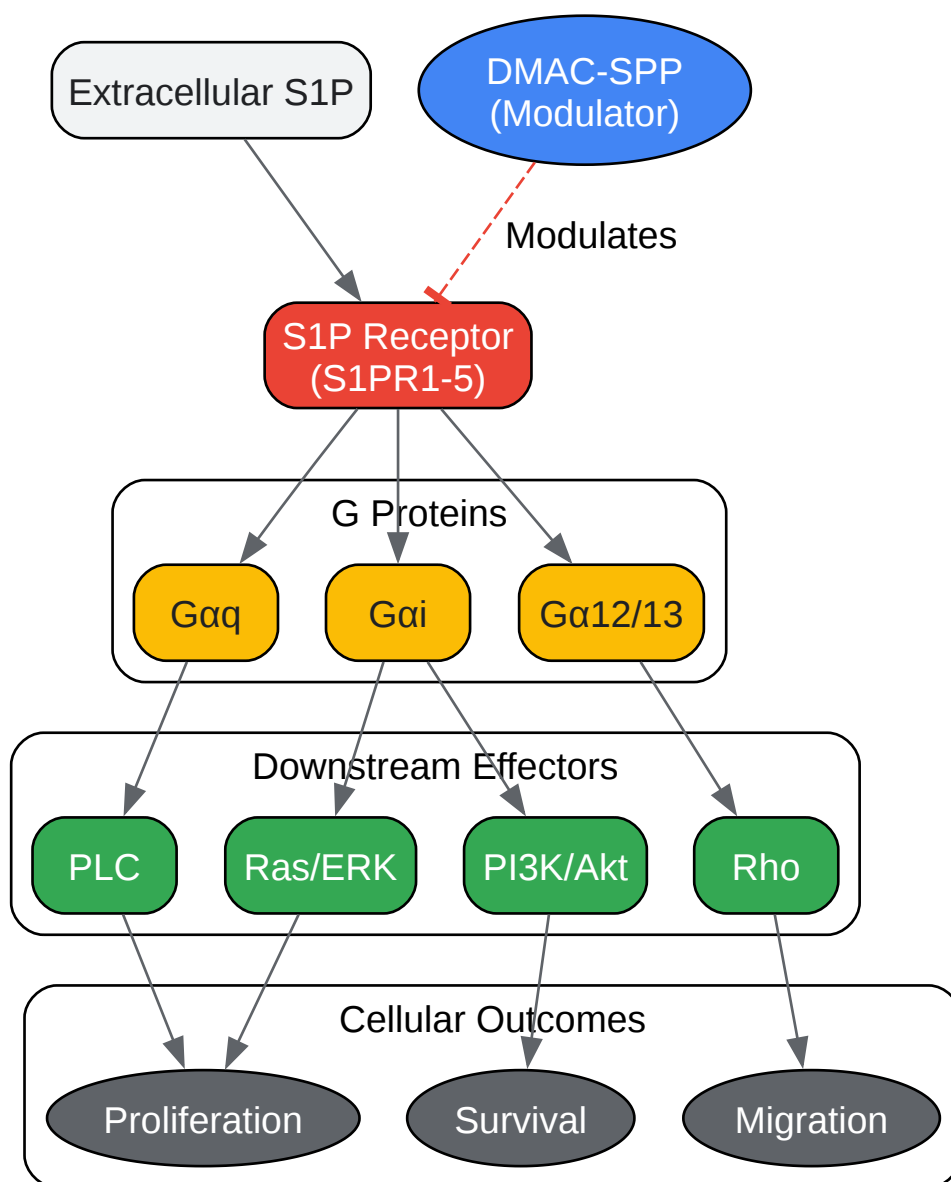 Extracellular S1P
DMAC-SPP
(Modulator)
Modulates
S1P Receptor
(S1PR1-5)
G Proteins
Gαq
Gαi
Gα12/13
Downstream Effectors
PLC
Ras/ERK
PI3K/Akt
Rho
Cellular Outcomes
Proliferation
Survival
Migration